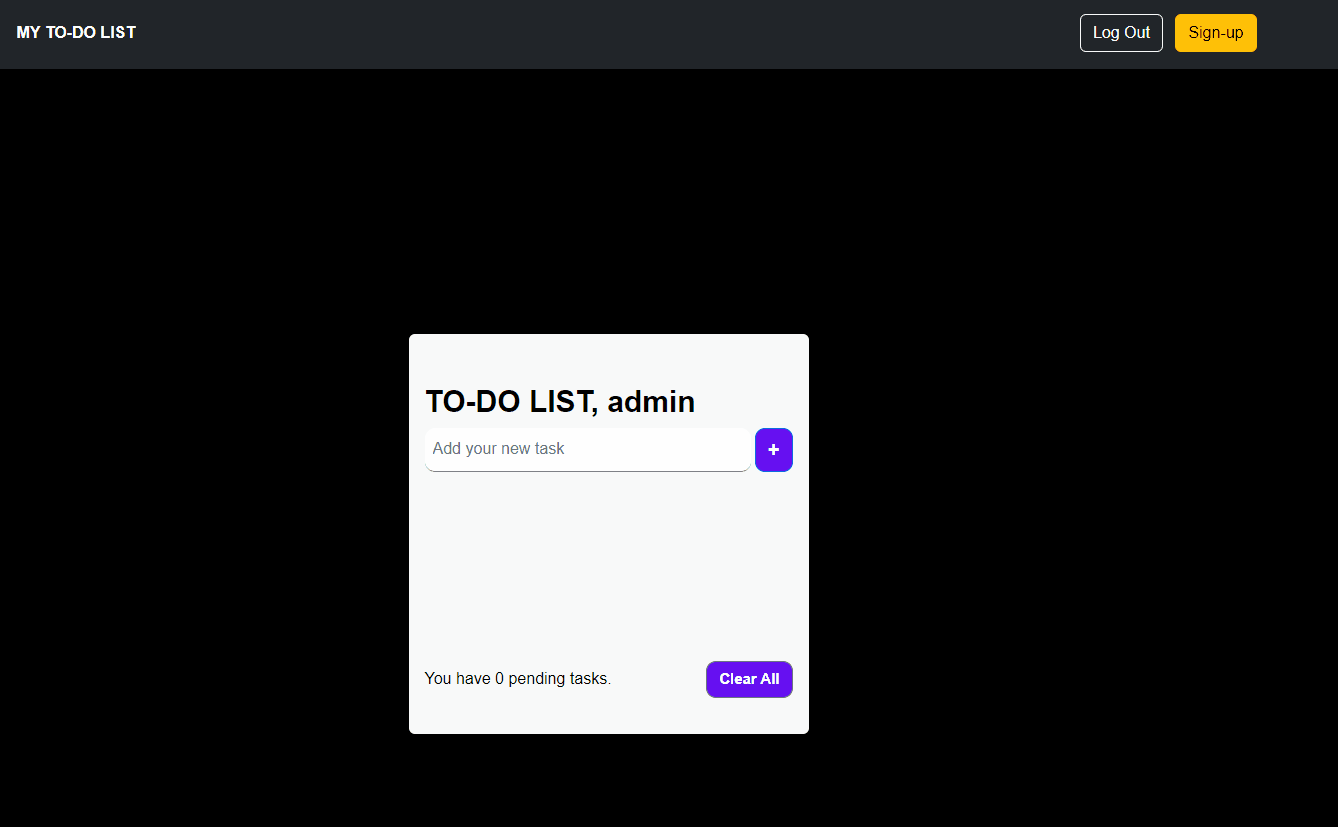 MY TO-DO LIST
Log Out
Sign-up
TO-DO LIST, admin
Add your new task
+
You have 0 pending tasks.
Clear All